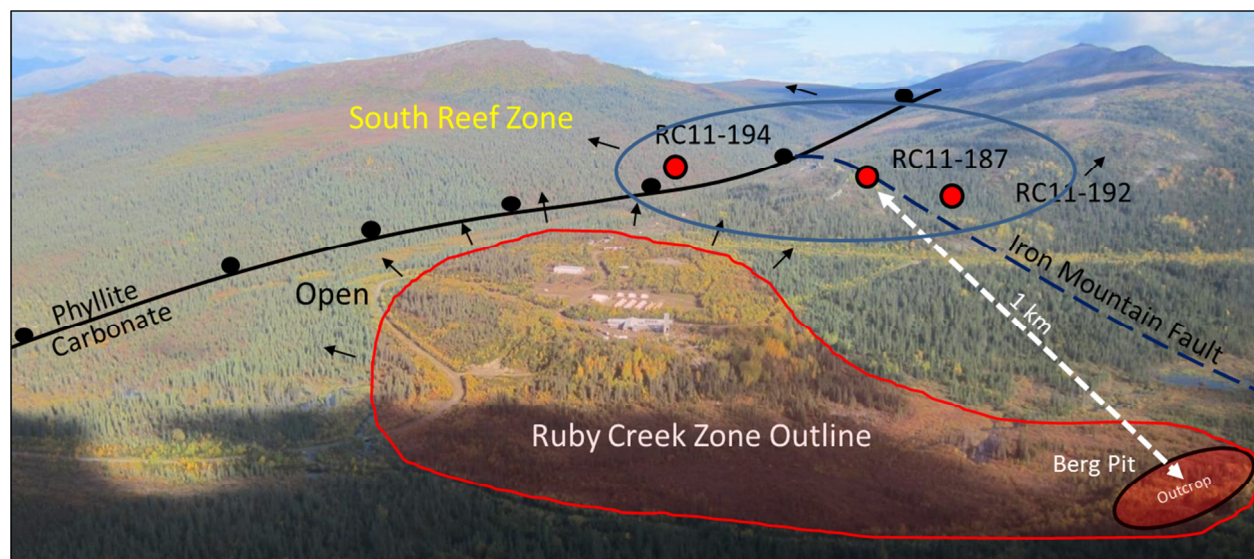 South Reef Zone
RC11-194
RC11-187
RC11-192
Iron Mountain Fault
Phyllite
Carbonate
Open
1 km
Ruby Creek Zone Outline
Berg Pit
Outcrop